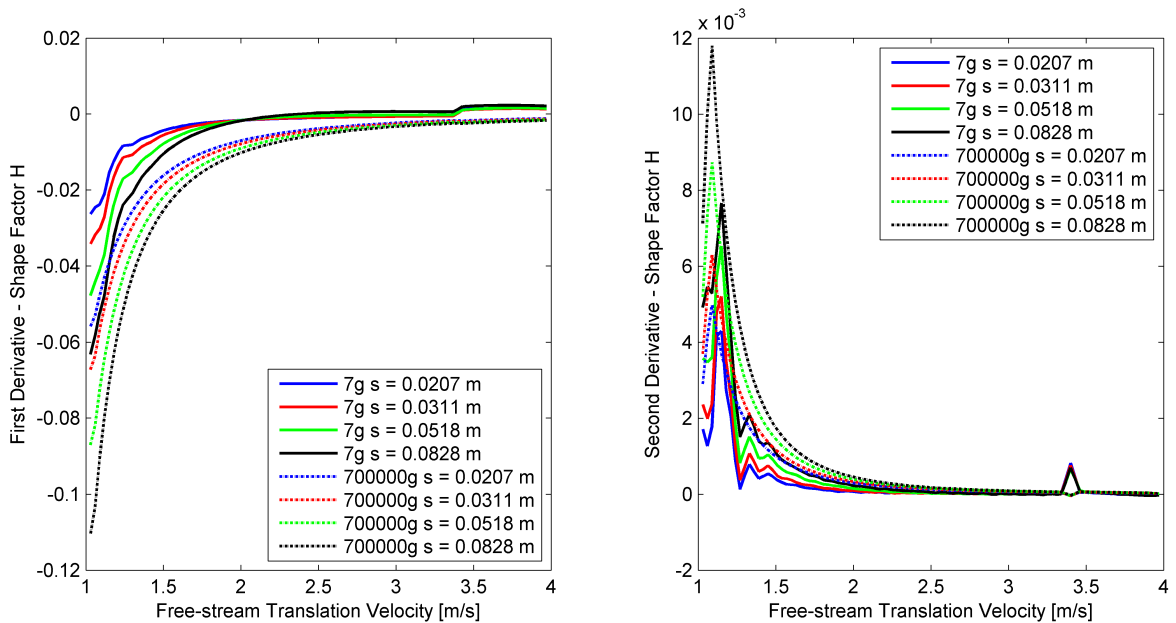 0.02
0
-0.02
-0.04
-0.06
-0.08
-0.1
-0.12
First Derivative - Shape Factor H
1 1.5 2 2.5 3 3.5 4
Free-stream Translation Velocity [m/s]
7g s = 0.0207 m
7g s = 0.0311 m
7g s = 0.0518 m
7g s = 0.0828 m
700000g s = 0.0207 m
700000g s = 0.0311 m
700000g s = 0.0518 m
700000g s = 0.0828 m
x 10⁻³
12
10
8
6
4
2
0
-2
Second Derivative - Shape Factor H
1 1.5 2 2.5 3 3.5 4
Free-stream Translation Velocity [m/s]
7g s = 0.0207 m
7g s = 0.0311 m
7g s = 0.0518 m
7g s = 0.0828 m
700000g s = 0.0207 m
700000g s = 0.0311 m
700000g s = 0.0518 m
700000g s = 0.0828 m